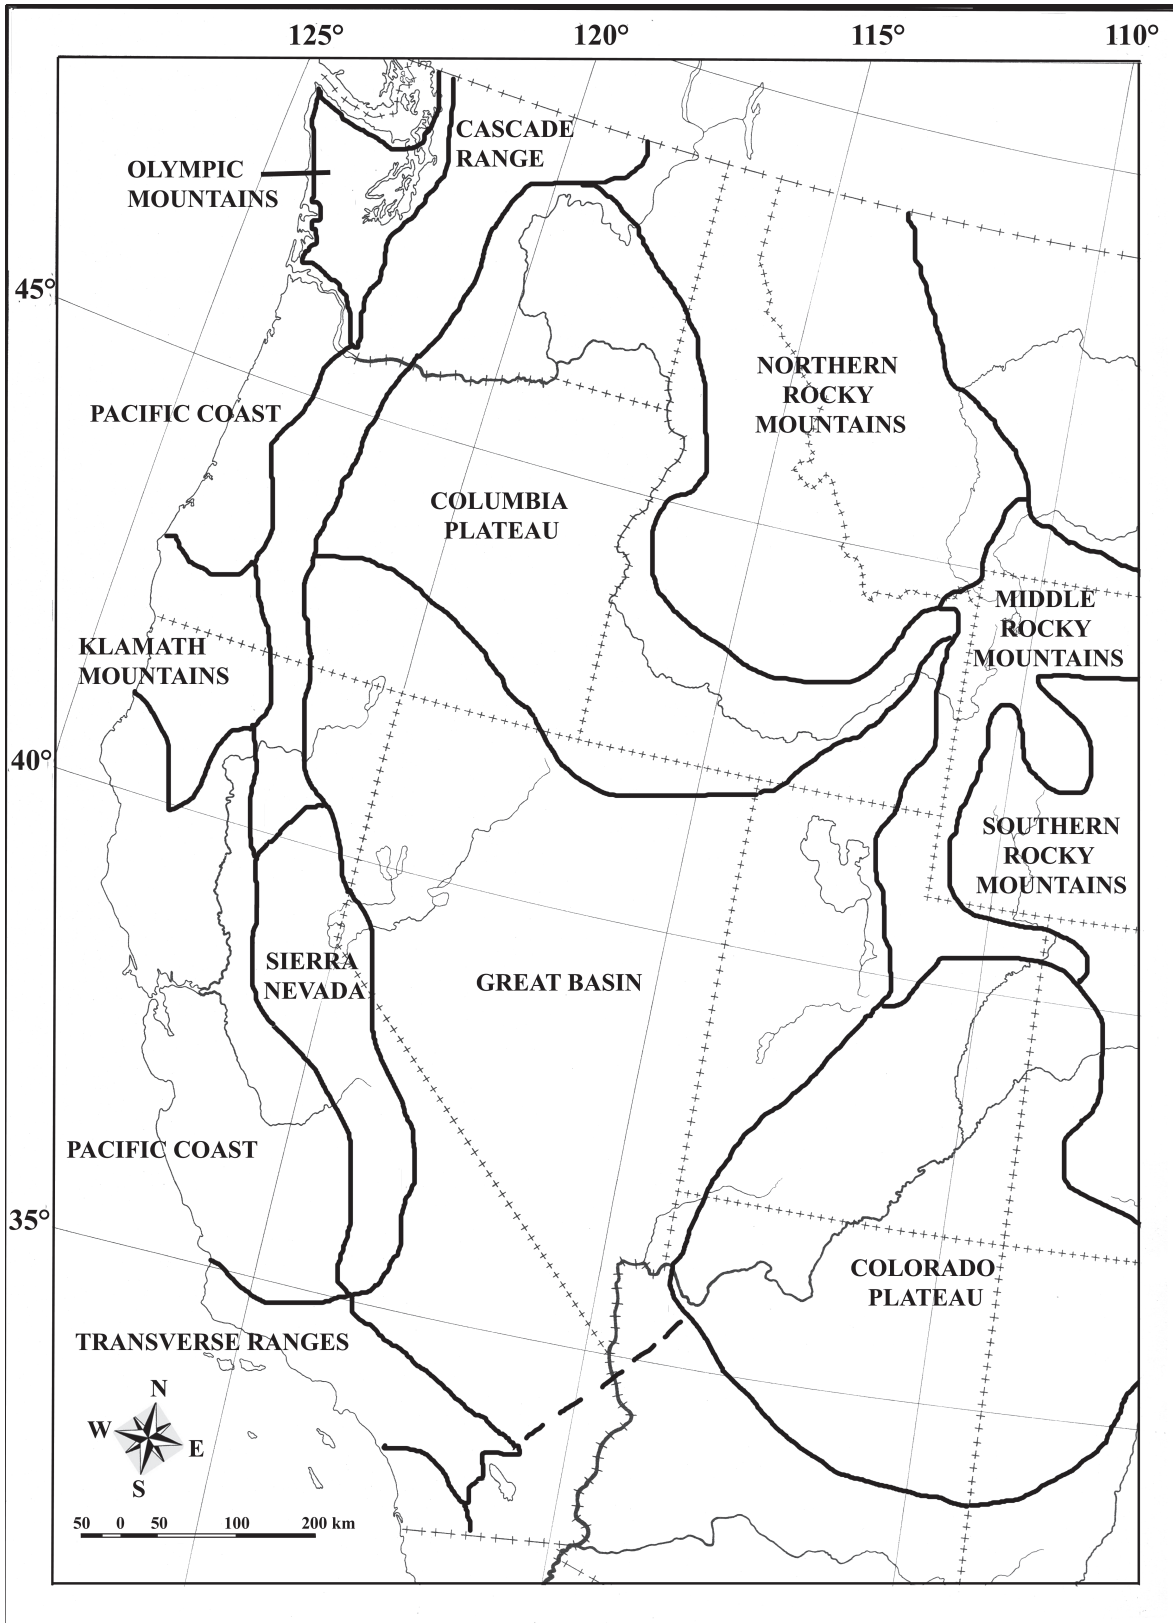 125°
120°
115°
110°
CASCADE
RANGE
OLYMPIC
MOUNTAINS
45°
NORTHERN
ROCKY
MOUNTAINS
PACIFIC COAST
COLUMBIA
PLATEAU
MIDDLE
ROCKY
MOUNTAINS
KLAMATH
MOUNTAINS
40°
SOUTHERN
ROCKY
MOUNTAINS
SIERRA
NEVADA
GREAT BASIN
PACIFIC COAST
35°
COLORADO
PLATEAU
TRANSVERSE RANGES
N
W
E
S
50 0 50 100 200 km